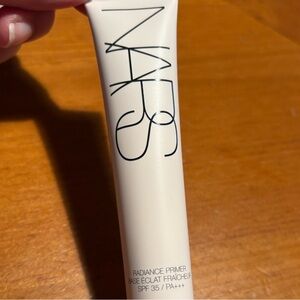 NARS
RADIANCE PRIMER
BASE ÉCLAT FRAÎCHEUR
SPF 35 / PA+++